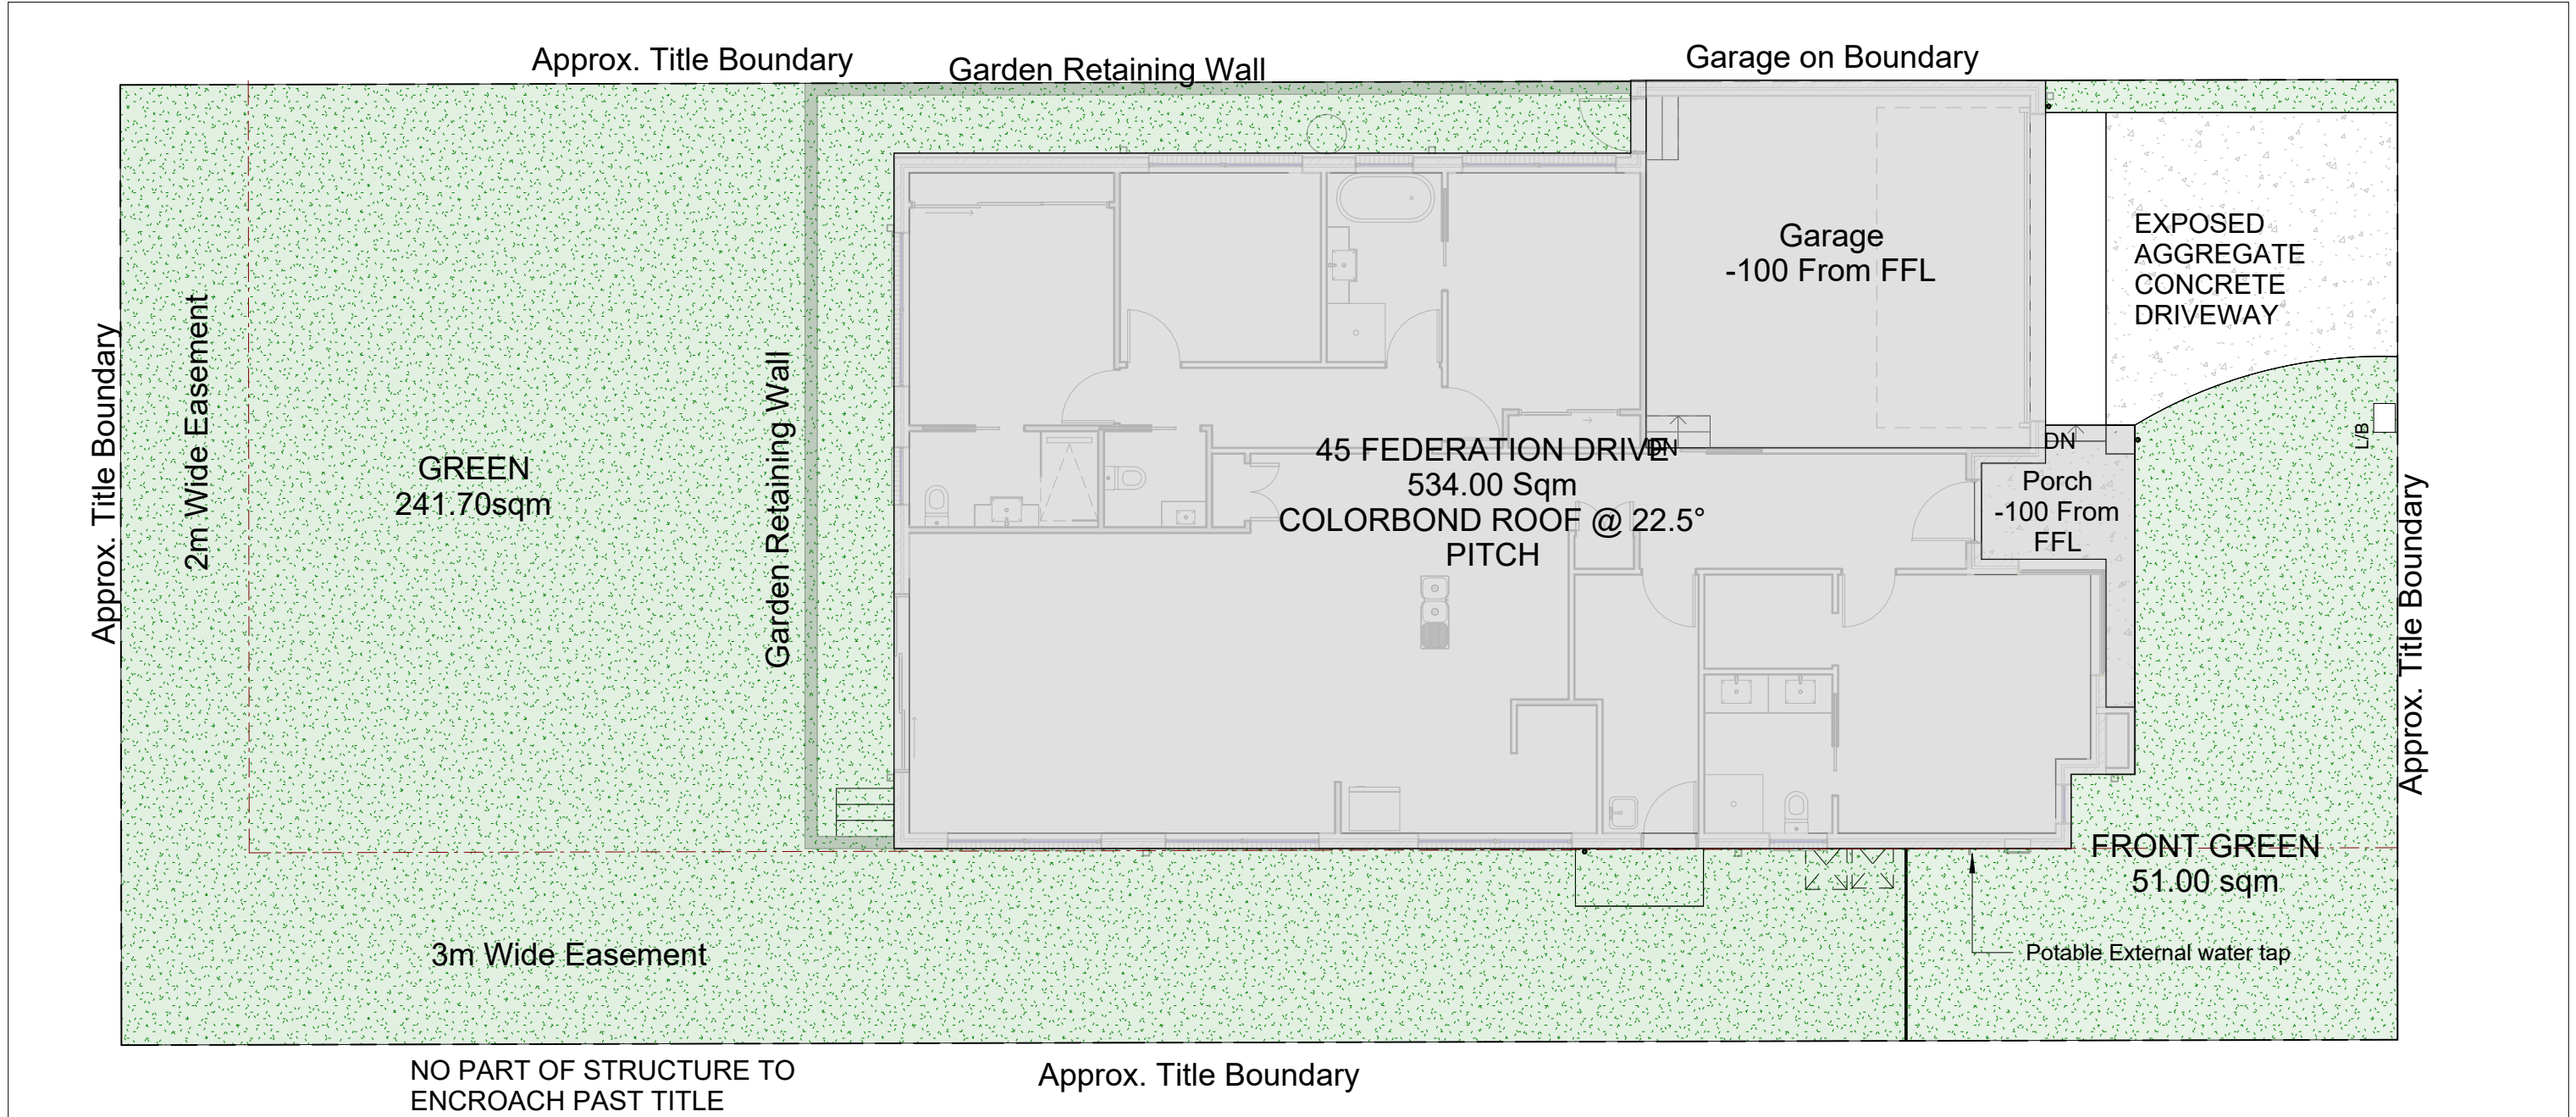 Approx. Title Boundary
Garden Retaining Wall
Garage on Boundary
EXPOSED
AGGREGATE
CONCRETE
DRIVEWAY
Garage
-100 From FFL
Approx. Title Boundary
2m Wide Easement
GREEN
241.70sqm
Garden Retaining Wall
45 FEDERATION DRIVE
DN
534.00 Sqm
COLORBOND ROOF @ 22.5°
PITCH
DN
Porch
-100 From
FFL
L/B
Approx. Title Boundary
FRONT GREEN
51.00 sqm
3m Wide Easement
Potable External water tap
NO PART OF STRUCTURE TO
ENCROACH PAST TITLE
Approx. Title Boundary